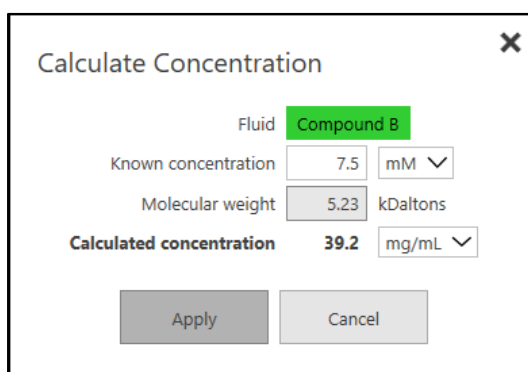 Calculate Concentration
Fluid Compound B
Known concentration 7.5 mM
Molecular weight 5.23 kDaltons
Calculated concentration 39.2 mg/mL
Apply Cancel